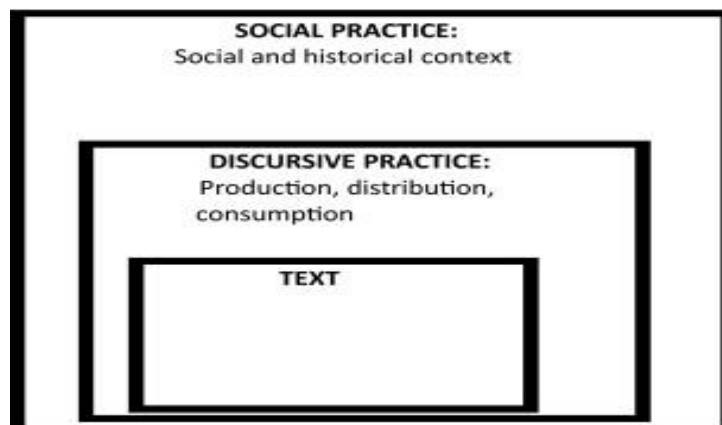 SOCIAL PRACTICE:
Social and historical context
DISCURSIVE PRACTICE:
Production, distribution,
consumption
TEXT